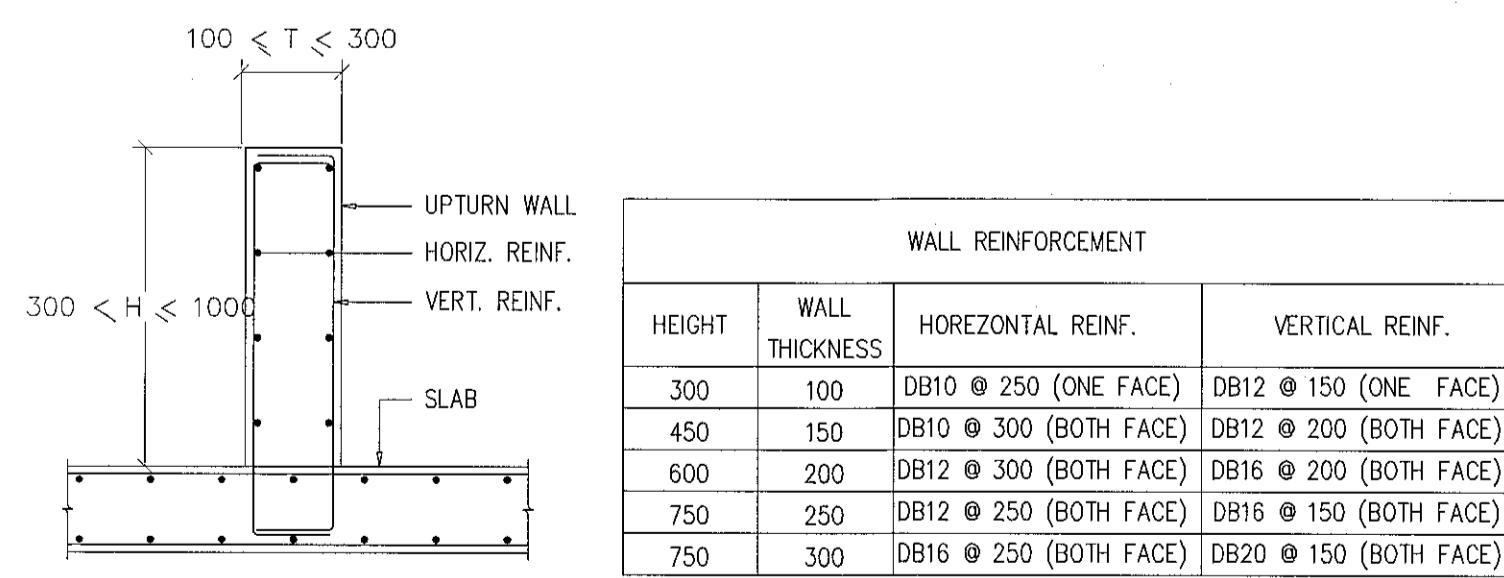 100 ≤ T ≤ 300
UPTURN WALL
HORIZ. REINF.
VERT. REINF.
300 < H ≤ 1000
SLAB
WALL REINFORCEMENT
HEIGHT WALL THICKNESS HOREZONTAL REINF. VERTICAL REINF.
300 100 DB10 @ 250 (ONE FACE) DB12 @ 150 (ONE FACE)
450 150 DB10 @ 300 (BOTH FACE) DB12 @ 200 (BOTH FACE)
600 200 DB12 @ 300 (BOTH FACE) DB16 @ 200 (BOTH FACE)
750 250 DB12 @ 250 (BOTH FACE) DB16 @ 150 (BOTH FACE)
750 300 DB16 @ 250 (BOTH FACE) DB20 @ 150 (BOTH FACE)